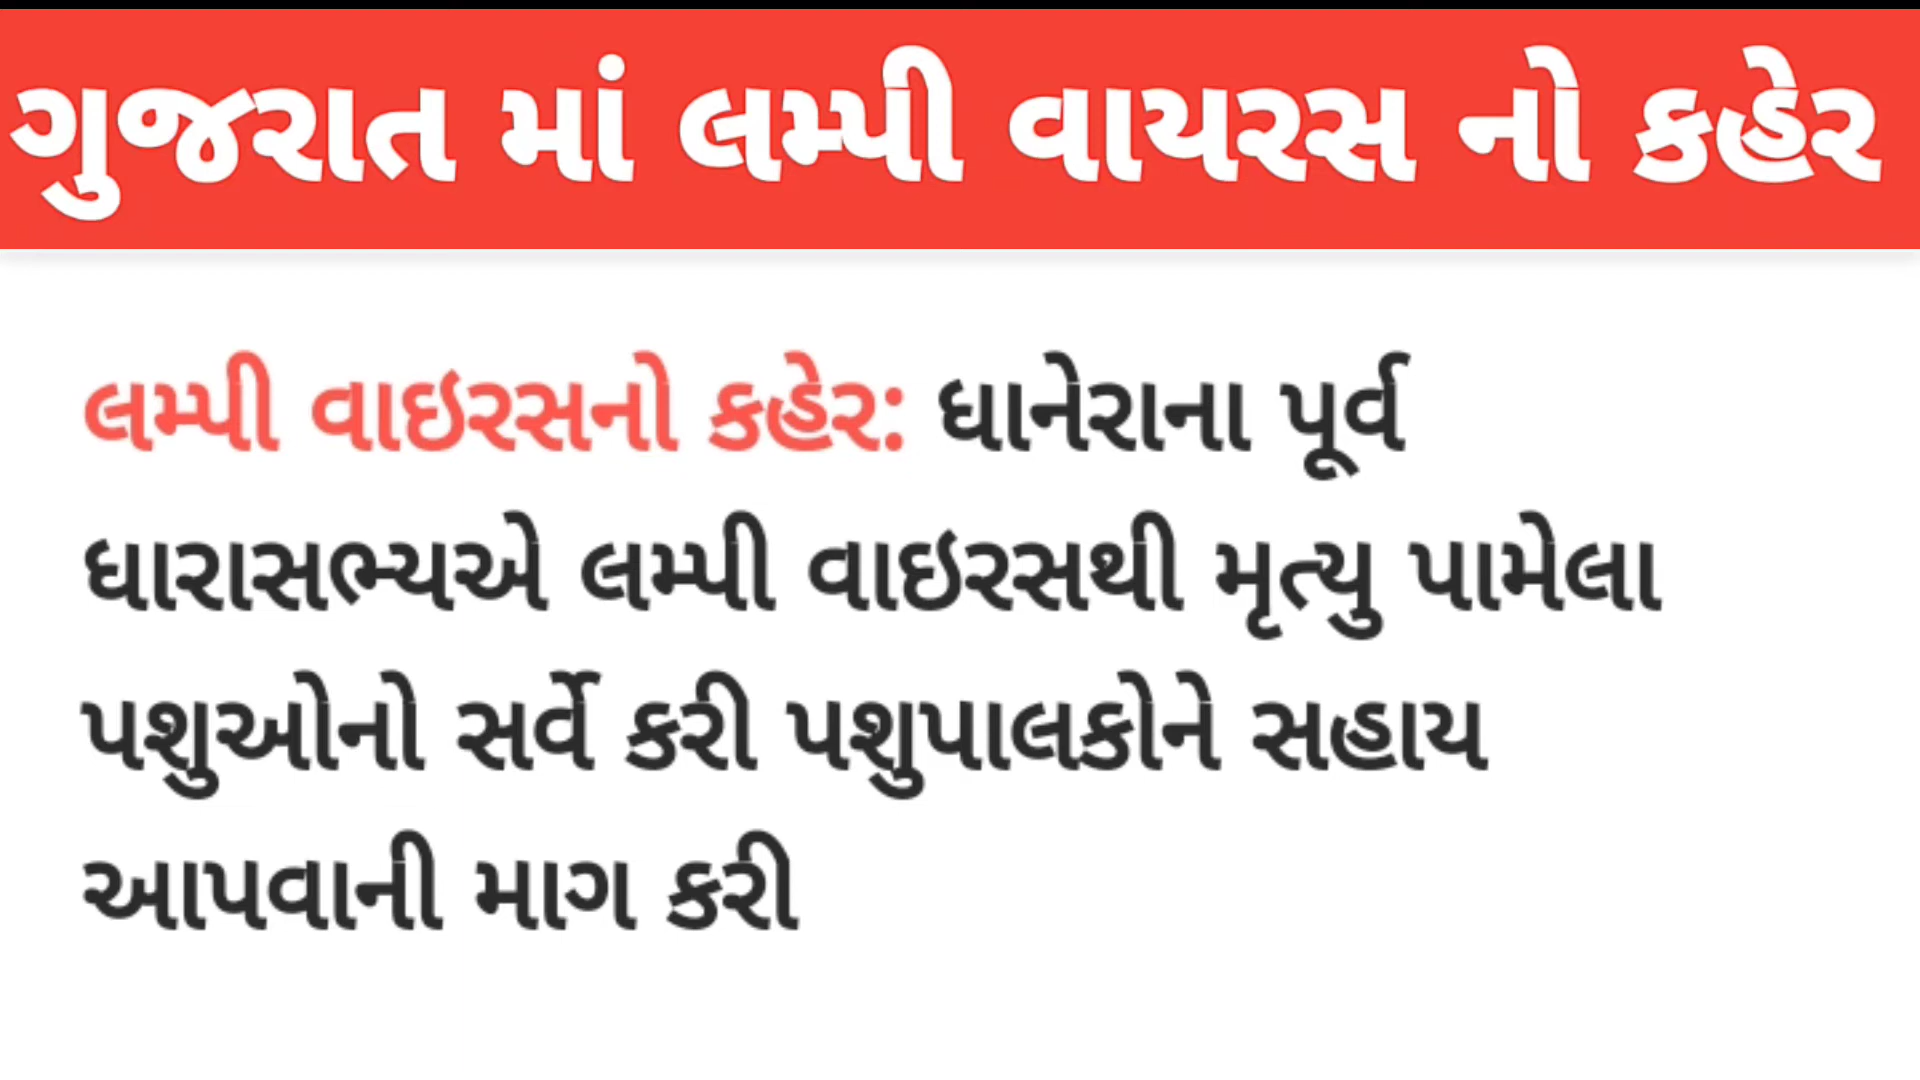 ગુજરાત માં લમ્પી વાયરસ નો કહેર
લમ્પી વાઇરસનો કહેર: ધાનેરાના પૂર્વ
ધારાસભ્યએ લમ્પી વાઇરસથી મૃત્યુ પામેલા
પશુઓનો સર્વે કરી પશુપાલકોને સહાય
આપવાની માગ કરી